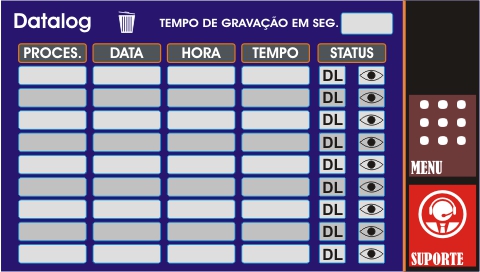 Datalog TEMPO DE GRAVAÇÃO EM SEG.
PROCES. DATA HORA TEMPO STATUS
DL
DL
DL
DL
DL
DL
DL
DL
DL
MENU
SUPORTE